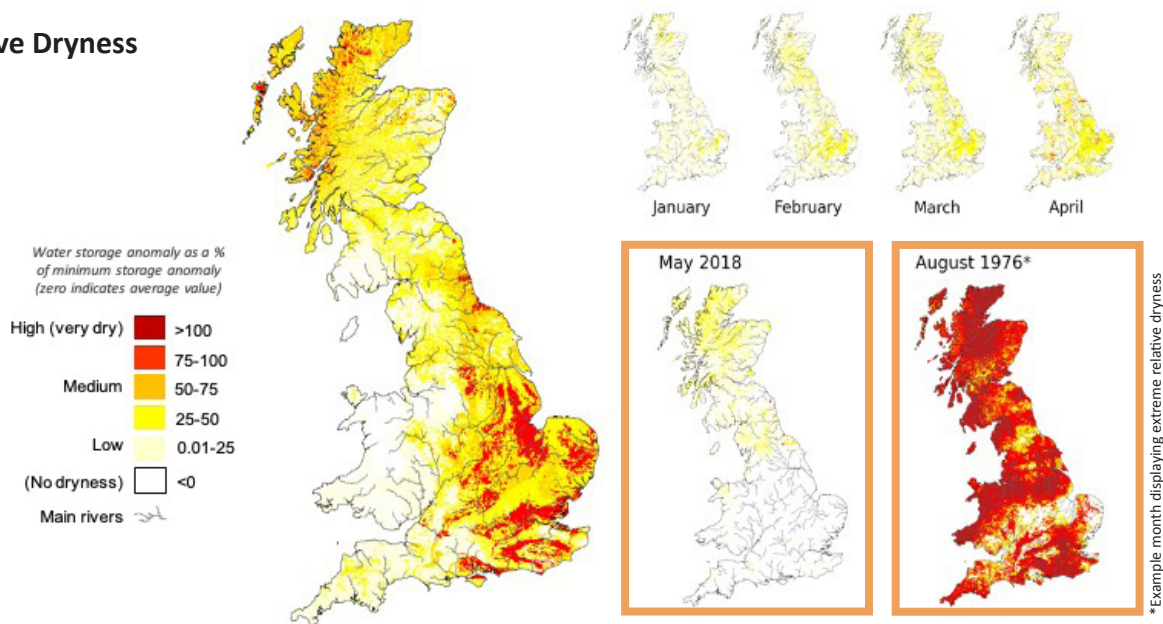 ve Dryness
January
February
March
April
Water storage anomaly as a %
of minimum storage anomaly
(zero indicates average value)
High (very dry) >100
75-100
Medium 50-75
25-50
Low 0.01-25
(No dryness) <0
Main rivers
May 2018
August 1976*
*Example month displaying extreme relative dryness